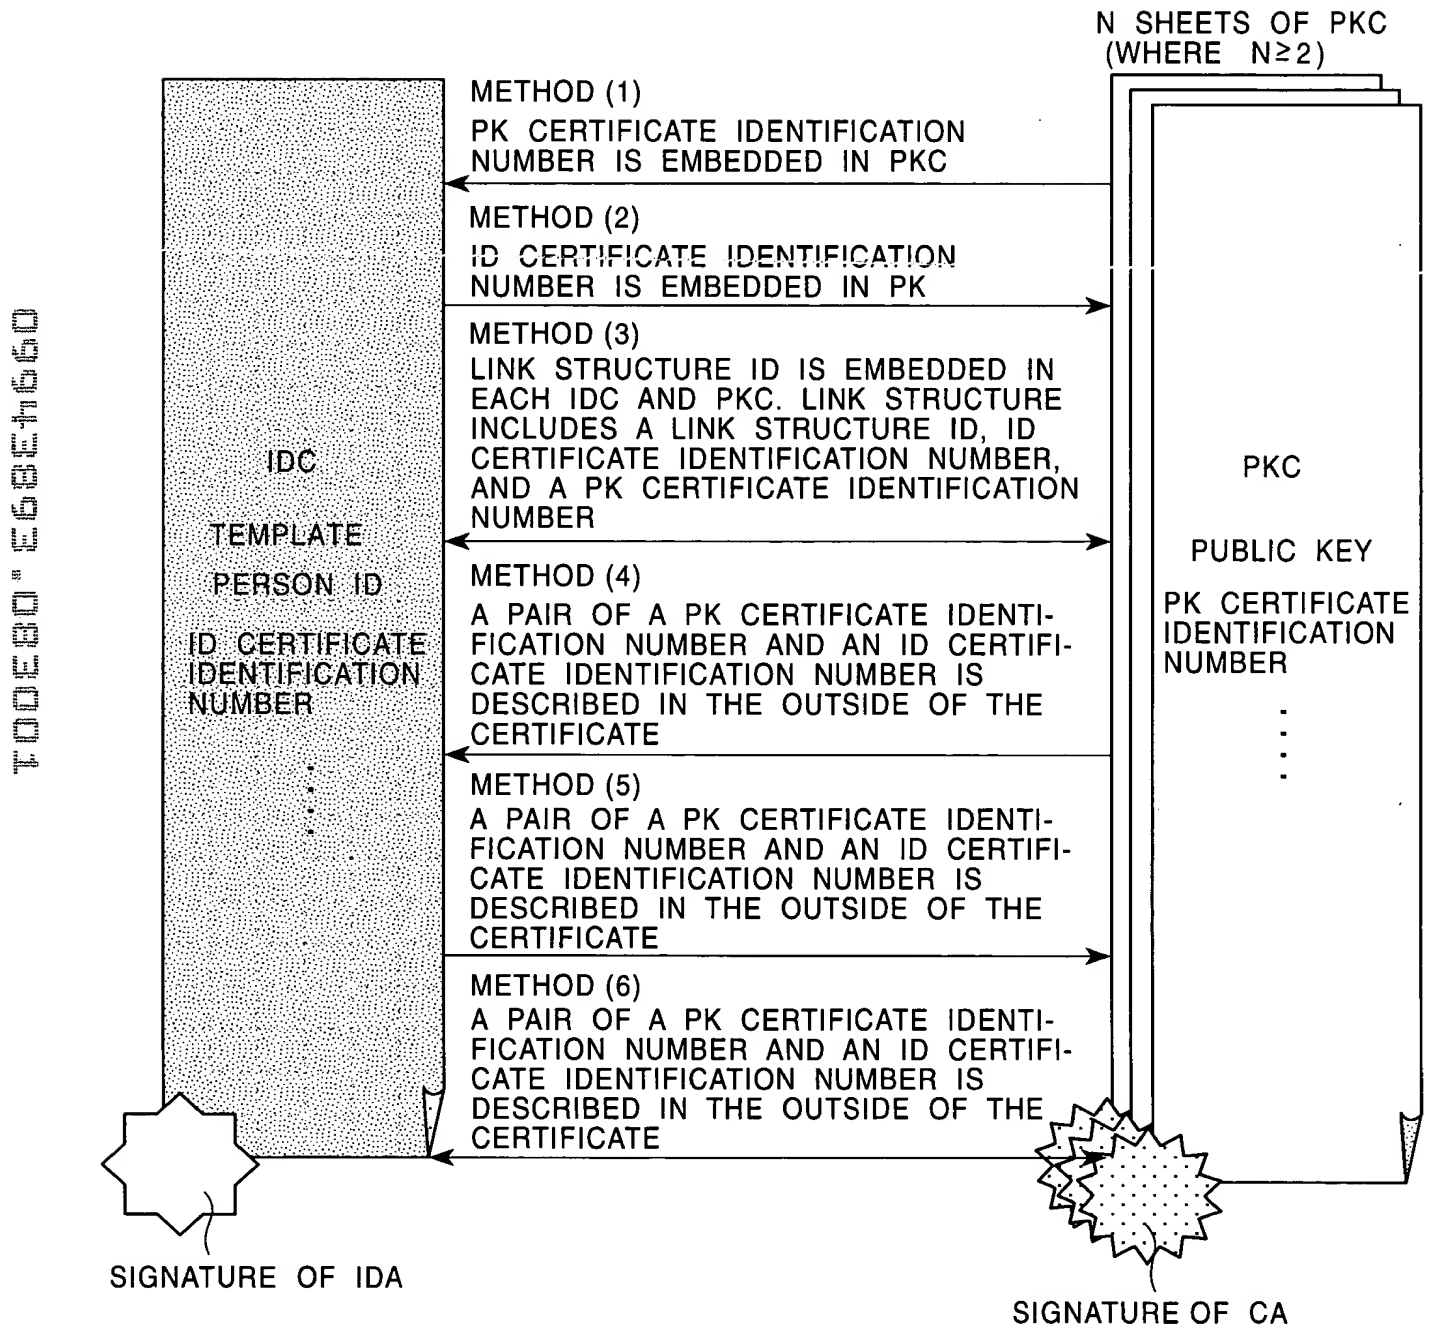 N SHEETS OF PKC
(WHERE N≥2)
METHOD (1)
PK CERTIFICATE IDENTIFICATION
NUMBER IS EMBEDDED IN PKC
METHOD (2)
ID CERTIFICATE IDENTIFICATION
NUMBER IS EMBEDDED IN PK
METHOD (3)
LINK STRUCTURE ID IS EMBEDDED IN
EACH IDC AND PKC. LINK STRUCTURE
INCLUDES A LINK STRUCTURE ID, ID
CERTIFICATE IDENTIFICATION NUMBER,
AND A PK CERTIFICATE IDENTIFICATION
NUMBER
METHOD (4)
A PAIR OF A PK CERTIFICATE IDENTI-
FICATION NUMBER AND AN ID CERTIFI-
CATE IDENTIFICATION NUMBER IS
DESCRIBED IN THE OUTSIDE OF THE
CERTIFICATE
METHOD (5)
A PAIR OF A PK CERTIFICATE IDENTI-
FICATION NUMBER AND AN ID CERTIFI-
CATE IDENTIFICATION NUMBER IS
DESCRIBED IN THE OUTSIDE OF THE
CERTIFICATE
METHOD (6)
A PAIR OF A PK CERTIFICATE IDENTI-
FICATION NUMBER AND AN ID CERTIFI-
CATE IDENTIFICATION NUMBER IS
DESCRIBED IN THE OUTSIDE OF THE
CERTIFICATE
IDC
TEMPLATE
PERSON ID
ID CERTIFICATE
IDENTIFICATION
NUMBER
PKC
PUBLIC KEY
PK CERTIFICATE
IDENTIFICATION
NUMBER
SIGNATURE OF IDA
SIGNATURE OF CA
09943893.083001